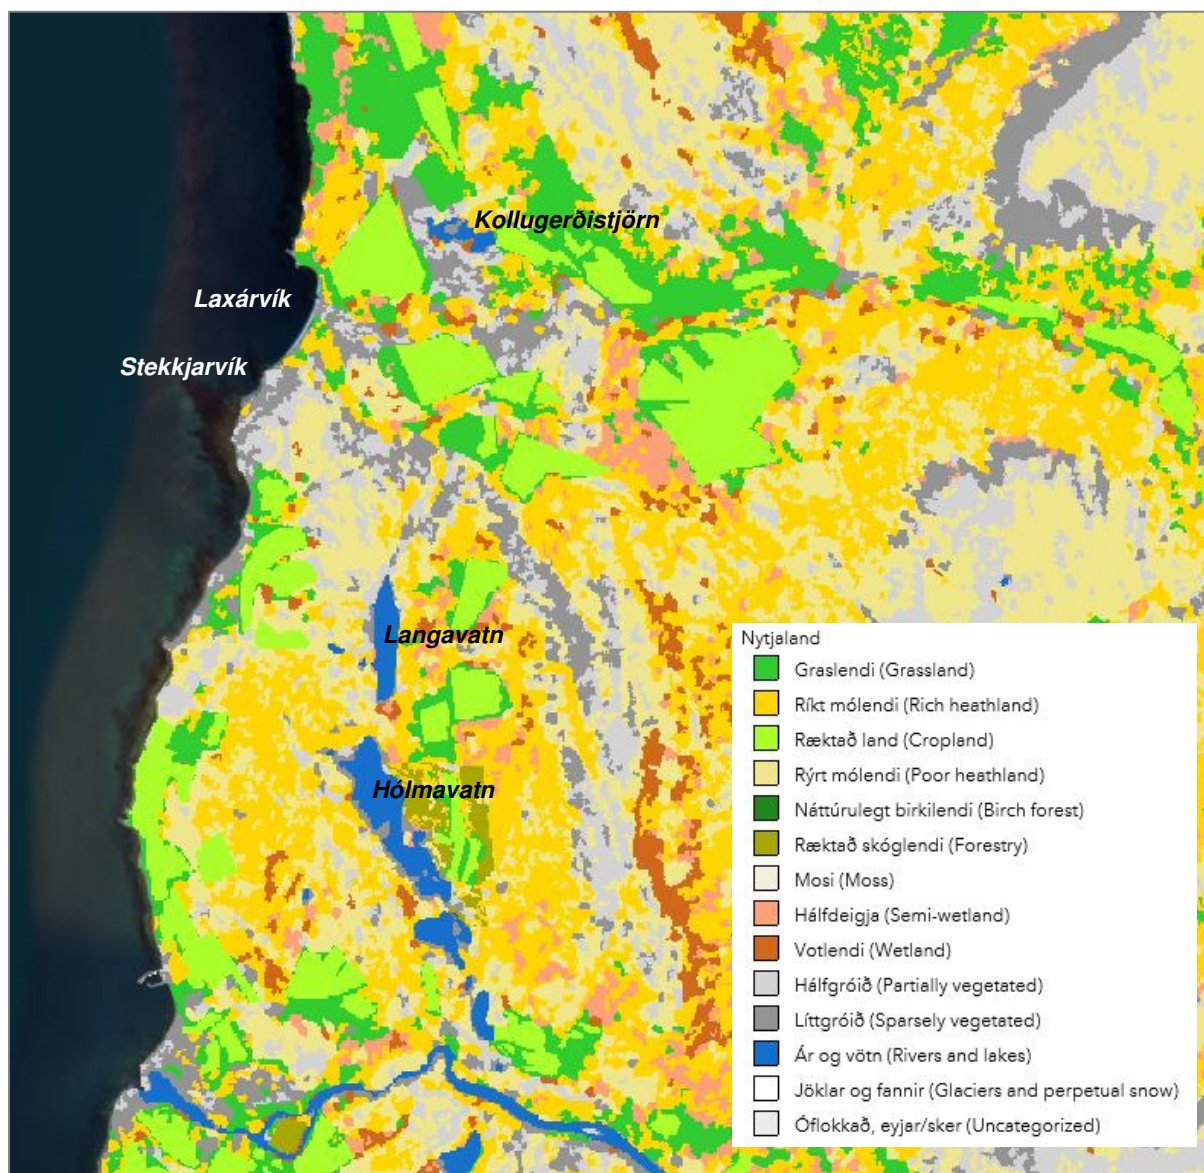 Kollugerðistjörn
Laxárvík
Stekkjarvík
Langavatn
Hólmavatn
Nytjaland
Graslendi (Grassland)
Ríkt mólendi (Rich heathland)
Ræktað land (Cropland)
Rýrt mólendi (Poor heathland)
Náttúrulegt birkilendi (Birch forest)
Ræktað skóglendi (Forestry)
Mosi (Moss)
Hálfdeigja (Semi-wetland)
Votlendi (Wetland)
Hálfgróið (Partially vegetated)
Líttgróið (Sparsely vegetated)
Ár og vötn (Rivers and lakes)
Jöklar og fannir (Glaciers and perpetual snow)
Óflokkað, eyjar/sker (Uncategorized)